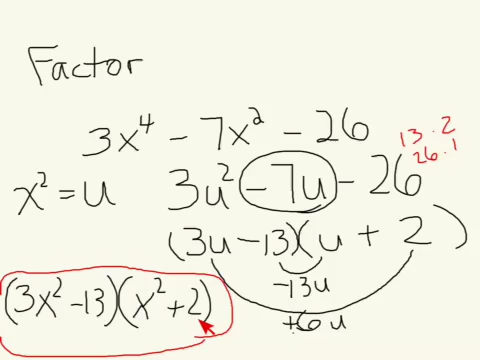 Factor
3x⁴ - 7x² - 26
13 · 2
26 · 1
x² = u
3u² - 7u - 26
(3u - 13)(u + 2)
-13u
+6u
(3x² - 13)(x² + 2)